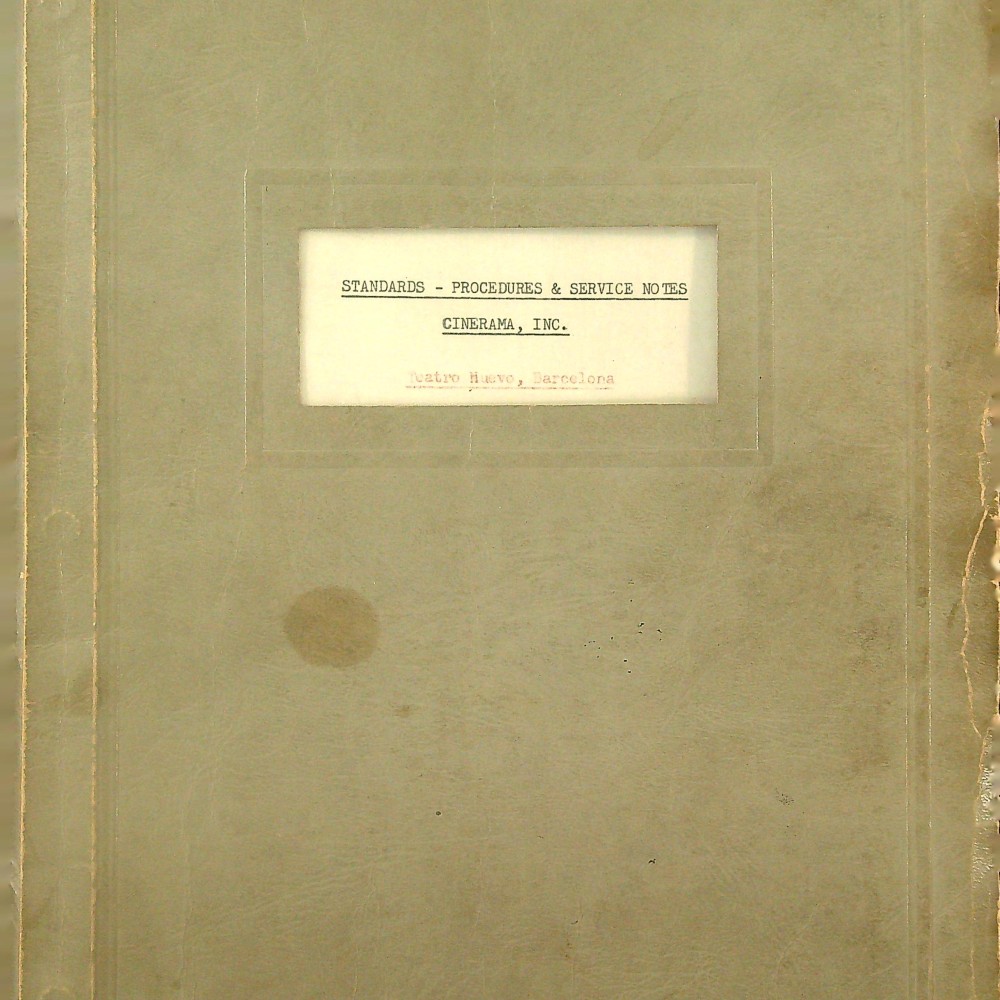 STANDARDS - PROCEDURES & SERVICE NOTES
CINERAMA, INC.
Teatro Nuevo, Barcelona